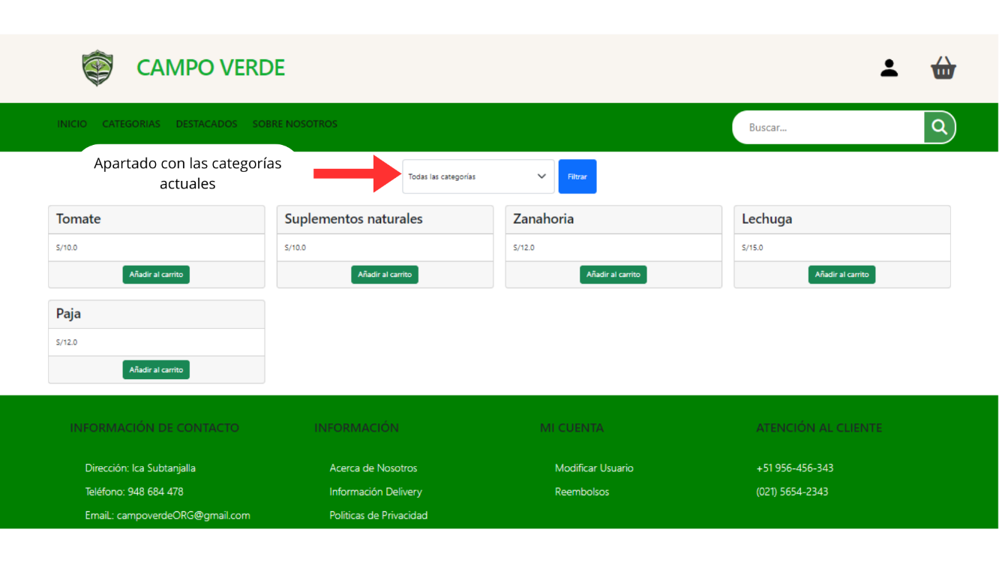 CAMPO VERDE
INICIO CATEGORIAS DESTACADOS SOBRE NOSOTROS
Buscar...
Apartado con las categorías
actuales
Todas las categorías
Filtrar
Tomate
S/10.0
Añadir al carrito
Suplementos naturales
S/10.0
Añadir al carrito
Zanahoria
S/12.0
Añadir al carrito
Lechuga
S/15.0
Añadir al carrito
Paja
S/12.0
Añadir al carrito
INFORMACIÓN DE CONTACTO
Dirección: Ica Subtanjalla
Teléfono: 948 684 478
EmaiL: campoverdeORG@gmail.com
INFORMACIÓN
Acerca de Nosotros
Información Delivery
Politicas de Privacidad
MI CUENTA
Modificar Usuario
Reembolsos
ATENCIÓN AL CLIENTE
+51 956-456-343
(021) 5654-2343